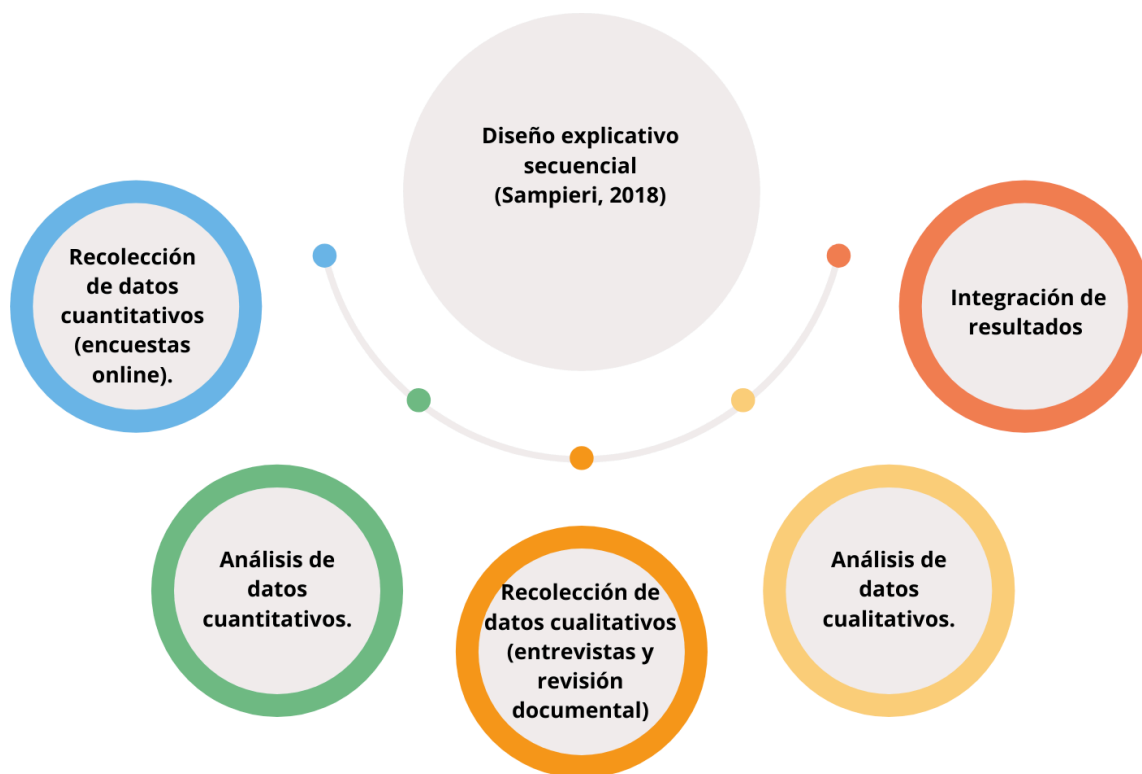 Diseño explicativo
secuencial
(Sampieri, 2018)
Recolección
de datos
cuantitativos
(encuestas
online).
Análisis de
datos
cuantitativos.
Recolección de
datos cualitativos
(entrevistas y
revisión
documental)
Análisis de
datos
cualitativos.
Integración de
resultados